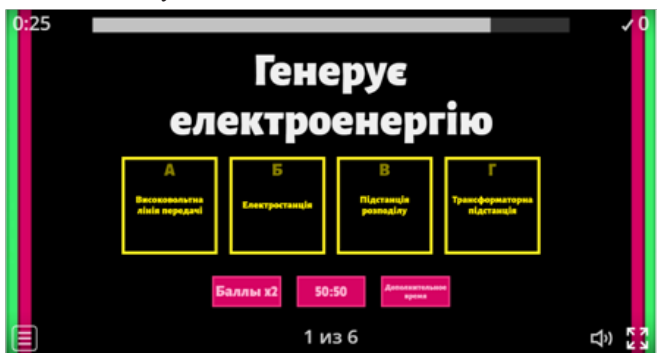 0:25
✓ 0
Генерує
електроенергію
А
Високовольтна
лінія передачі
Б
Електростанція
В
Підстанція
розподілу
Г
Трансформаторна
підстанція
Баллы x2
50:50
Дополнительное
время
1 из 6